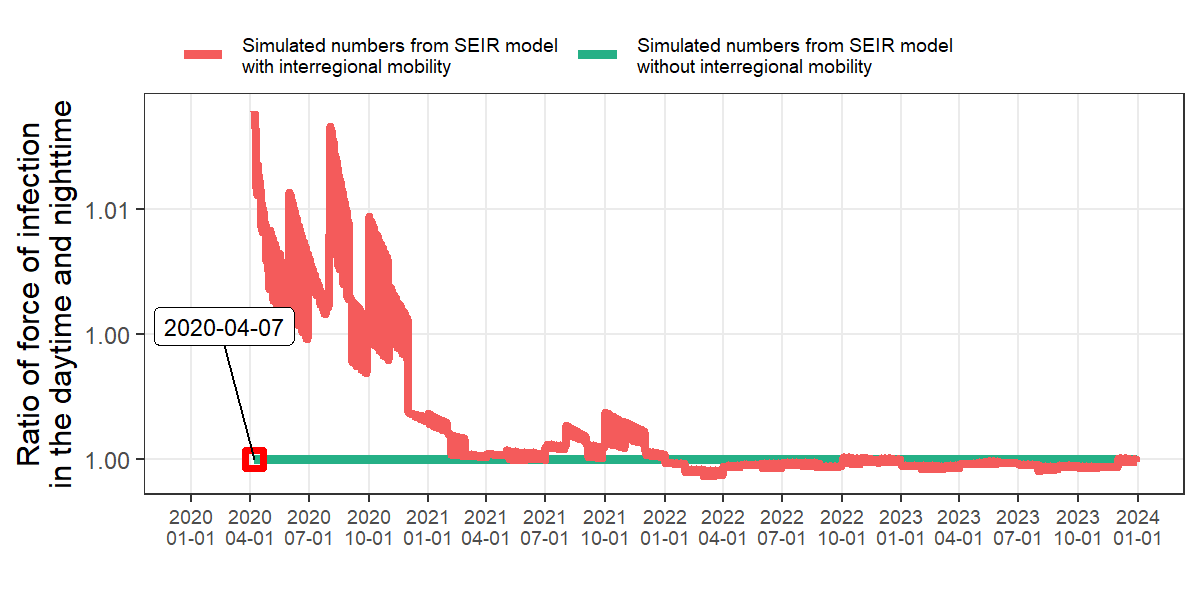 Simulated numbers from SEIR model
with interregional mobility
Simulated numbers from SEIR model
without interregional mobility
Ratio of force of infection
in the daytime and nighttime
1.01
1.00
1.00
2020-04-07
2020 2020 2020 2020 2021 2021 2021 2021 2022 2022 2022 2022 2023 2023 2023 2023 2024
01-01 04-01 07-01 10-01 01-01 04-01 07-01 10-01 01-01 04-01 07-01 10-01 01-01 04-01 07-01 10-01 01-01